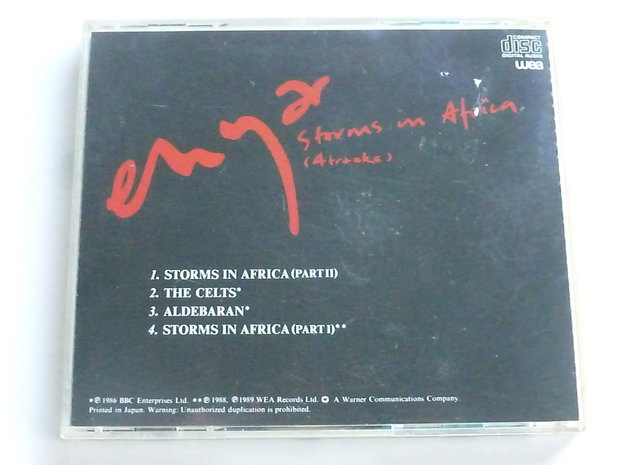 COMPACT
disc
DIGITAL AUDIO
wea
enya
Storms in Africa
(4 tracks)
1. STORMS IN AFRICA (PART II)
2. THE CELTS*
3. ALDEBARAN*
4. STORMS IN AFRICA (PART I)**
*℗ 1986 BBC Enterprises Ltd. **℗ 1988, ℗ 1989 WEA Records Ltd. A Warner Communications Company.
Printed in Japan. Warning: Unauthorized duplication is prohibited.